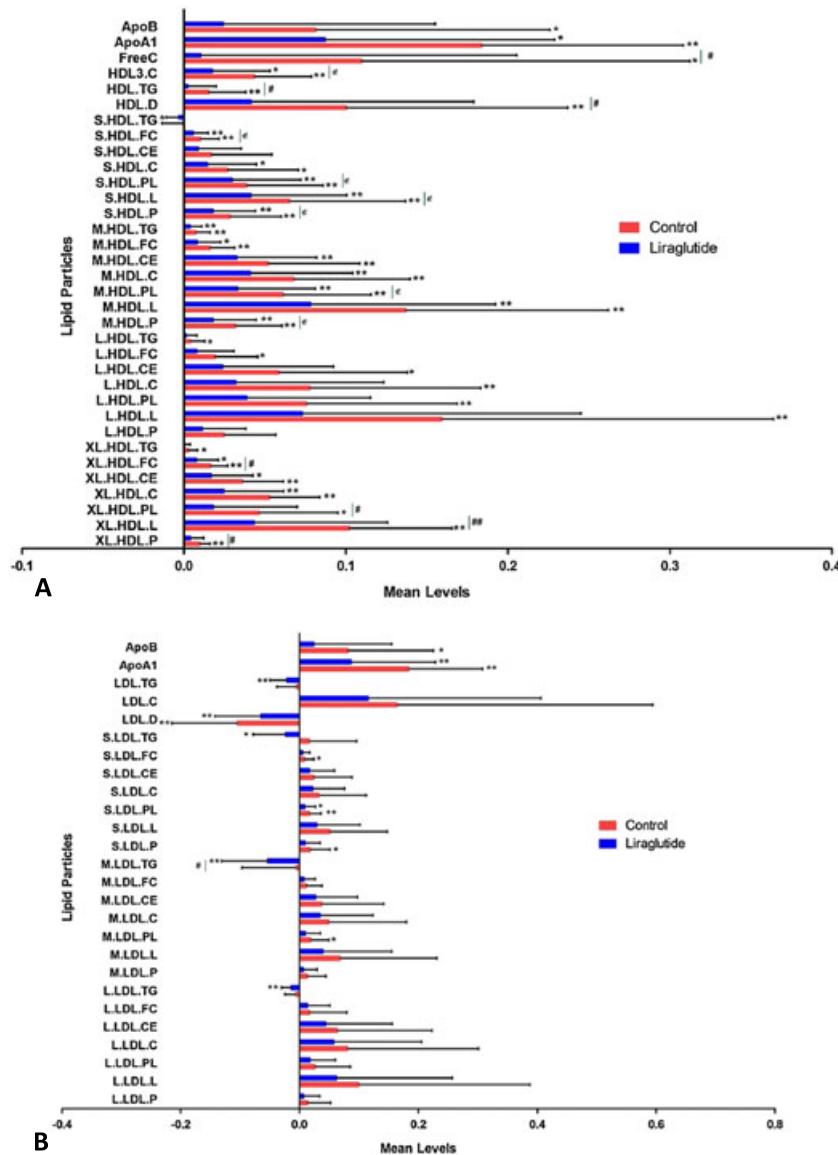 ApoB
*
ApoA1
*
**
FreeC
#
*
HDL3.C
*
**
HDL.TG
#
**
HDL.D
#
**
S.HDL.TG
S.HDL.FC
**
**
S.HDL.CE
S.HDL.C
*
*
S.HDL.PL
**
**
S.HDL.L
**
**
S.HDL.P
**
**
M.HDL.TG
**
**
M.HDL.FC
*
**
M.HDL.CE
**
**
M.HDL.C
**
**
M.HDL.PL
**
**
M.HDL.L
**
**
M.HDL.P
**
**
L.HDL.TG
*
L.HDL.FC
*
L.HDL.CE
*
L.HDL.C
**
L.HDL.PL
**
L.HDL.L
**
L.HDL.P
XL.HDL.TG
*
XL.HDL.FC
*
** #
XL.HDL.CE
*
**
XL.HDL.C
**
**
XL.HDL.PL
#
*
XL.HDL.L
##
**
XL.HDL.P
#
**
Lipid Particles
Control
Liraglutide
-0.1 0.0 0.1 0.2 0.3 0.4
Mean Levels
A
ApoB
*
ApoA1
**
**
LDL.TG
**
LDL.C
LDL.D
**
**
S.LDL.TG
*
S.LDL.FC
*
S.LDL.CE
S.LDL.C
S.LDL.PL
*
**
S.LDL.L
S.LDL.P
*
M.LDL.TG
# **
M.LDL.FC
M.LDL.CE
M.LDL.C
M.LDL.PL
*
M.LDL.L
M.LDL.P
L.LDL.TG
**
L.LDL.FC
L.LDL.CE
L.LDL.C
L.LDL.PL
L.LDL.L
L.LDL.P
Lipid Particles
Control
Liraglutide
-0.4 -0.2 0.0 0.2 0.4 0.6 0.8
Mean Levels
B